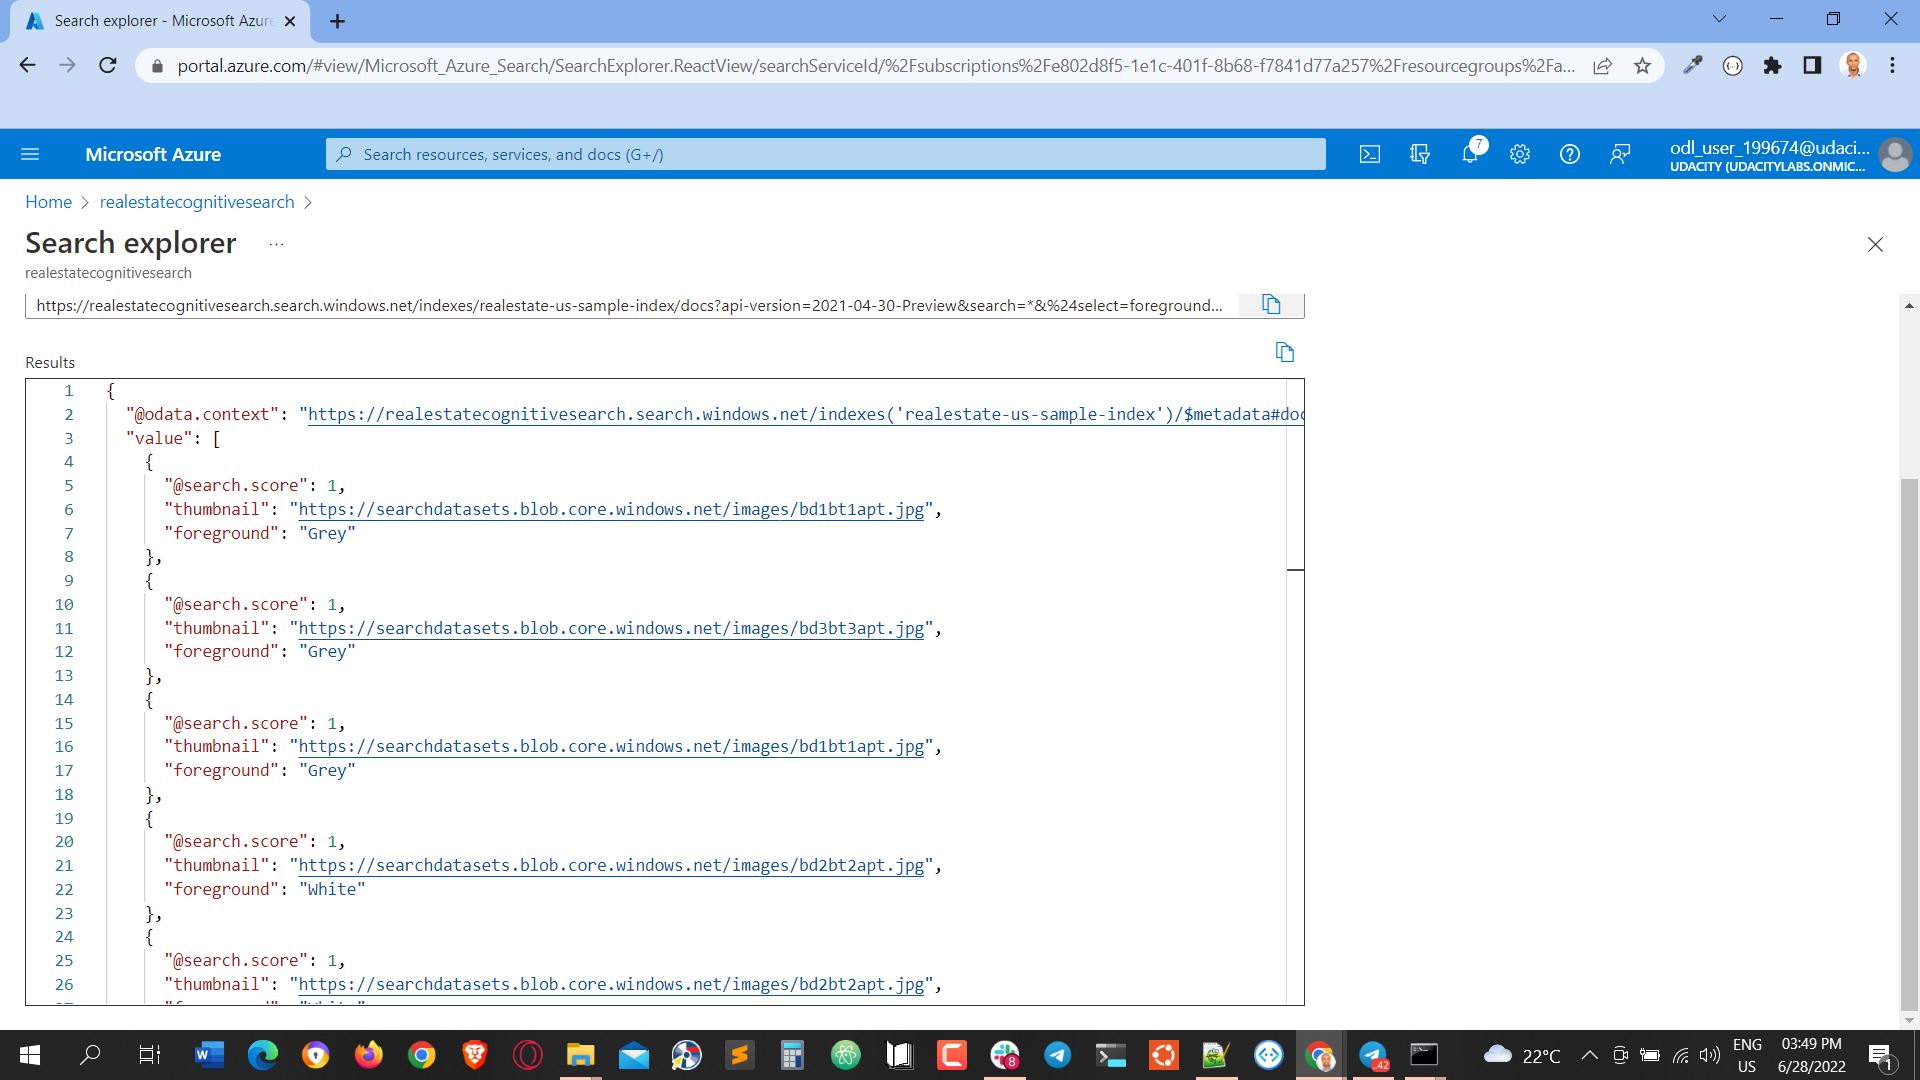 Search explorer - Microsoft Azure
portal.azure.com/#view/Microsoft_Azure_Search/SearchExplorer.ReactView/searchServiceId/%2Fsubscriptions%2Fe802d8f5-1e1c-401f-8b68-f7841d77a257%2Fresourcegroups%2Fa...
Microsoft Azure
Search resources, services, and docs (G+/)
7
odl_user_199674@udaci...
UDACITY (UDACITYLABS.ONMIC...
Home > realestatecognitivesearch >
Search explorer ...
realestatecognitivesearch
https://realestatecognitivesearch.search.windows.net/indexes/realestate-us-sample-index/docs?api-version=2021-04-30-Preview&search=*&%24select=foreground...
Results
1 {
2 "@odata.context": "https://realestatecognitivesearch.search.windows.net/indexes('realestate-us-sample-index')/$metadata#doc
3 "value": [
4 {
5 "@search.score": 1,
6 "thumbnail": "https://searchdatasets.blob.core.windows.net/images/bd1bt1apt.jpg",
7 "foreground": "Grey"
8 },
9 {
10 "@search.score": 1,
11 "thumbnail": "https://searchdatasets.blob.core.windows.net/images/bd3bt3apt.jpg",
12 "foreground": "Grey"
13 },
14 {
15 "@search.score": 1,
16 "thumbnail": "https://searchdatasets.blob.core.windows.net/images/bd1bt1apt.jpg",
17 "foreground": "Grey"
18 },
19 {
20 "@search.score": 1,
21 "thumbnail": "https://searchdatasets.blob.core.windows.net/images/bd2bt2apt.jpg",
22 "foreground": "White"
23 },
24 {
25 "@search.score": 1,
26 "thumbnail": "https://searchdatasets.blob.core.windows.net/images/bd2bt2apt.jpg",
8
..42
22°C
ENG
US
03:49 PM
6/28/2022
1